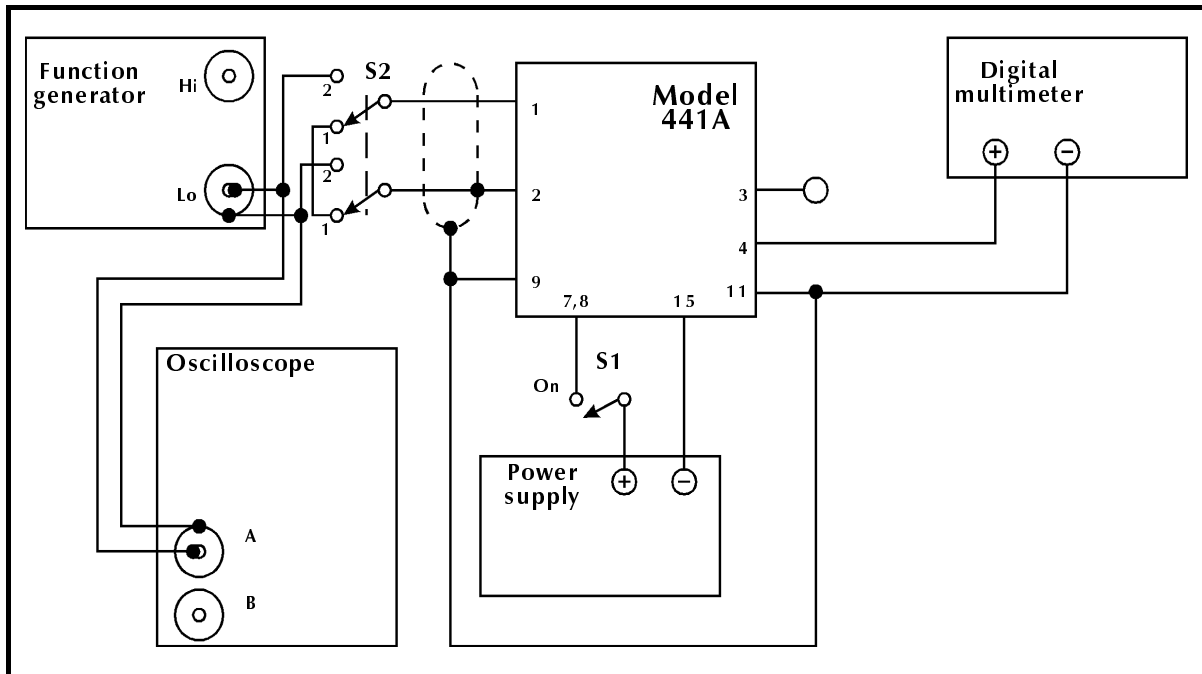 Function
generator
Hi
Lo
2
S2
1
2
1
Model
441A
1
2
9
3
4
11
7,8
15
Digital
multimeter
+
−
S1
On
Power
supply
+
−
Oscilloscope
A
B